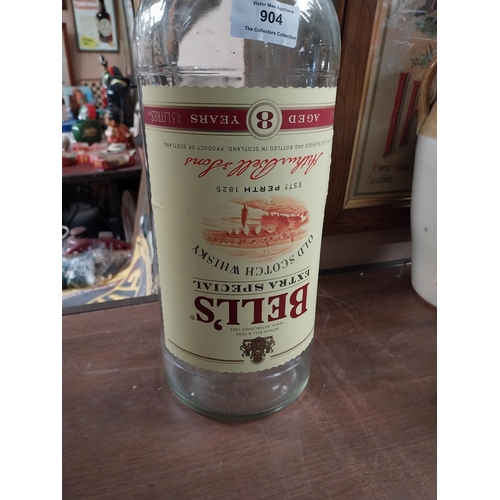 Victor Mee Auctions
904
The Collectors Collection
BELL'S
EXTRA SPECIAL
OLD SCOTCH WHISKY
ESTD PERTH 1825
Arthur Bell & Sons
BLENDED AND BOTTLED IN SCOTLAND. PRODUCT OF SCOTLAND
AGED 8 YEARS
4.5 LITRES